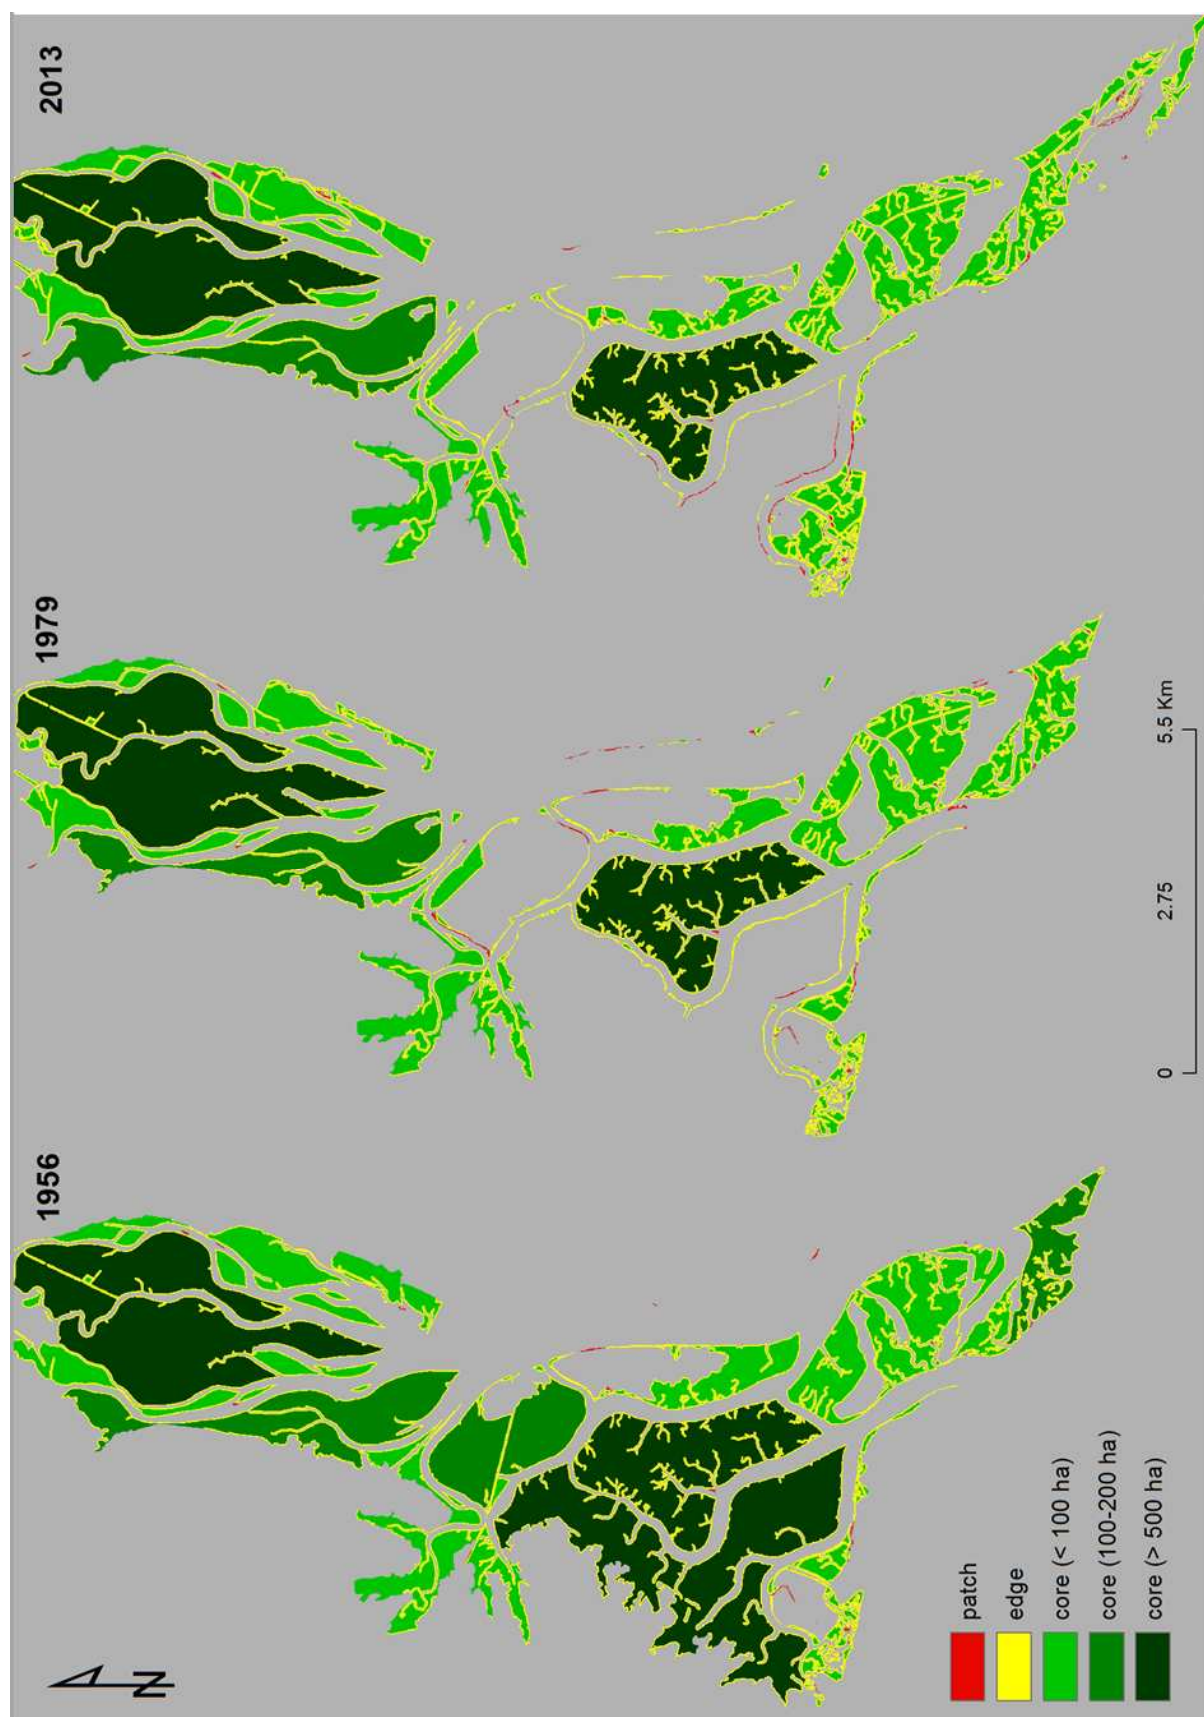 1956
1979
2013
N
patch
edge
core (< 100 ha)
core (100-200 ha)
core (> 500 ha)
0
2.75
5.5 Km